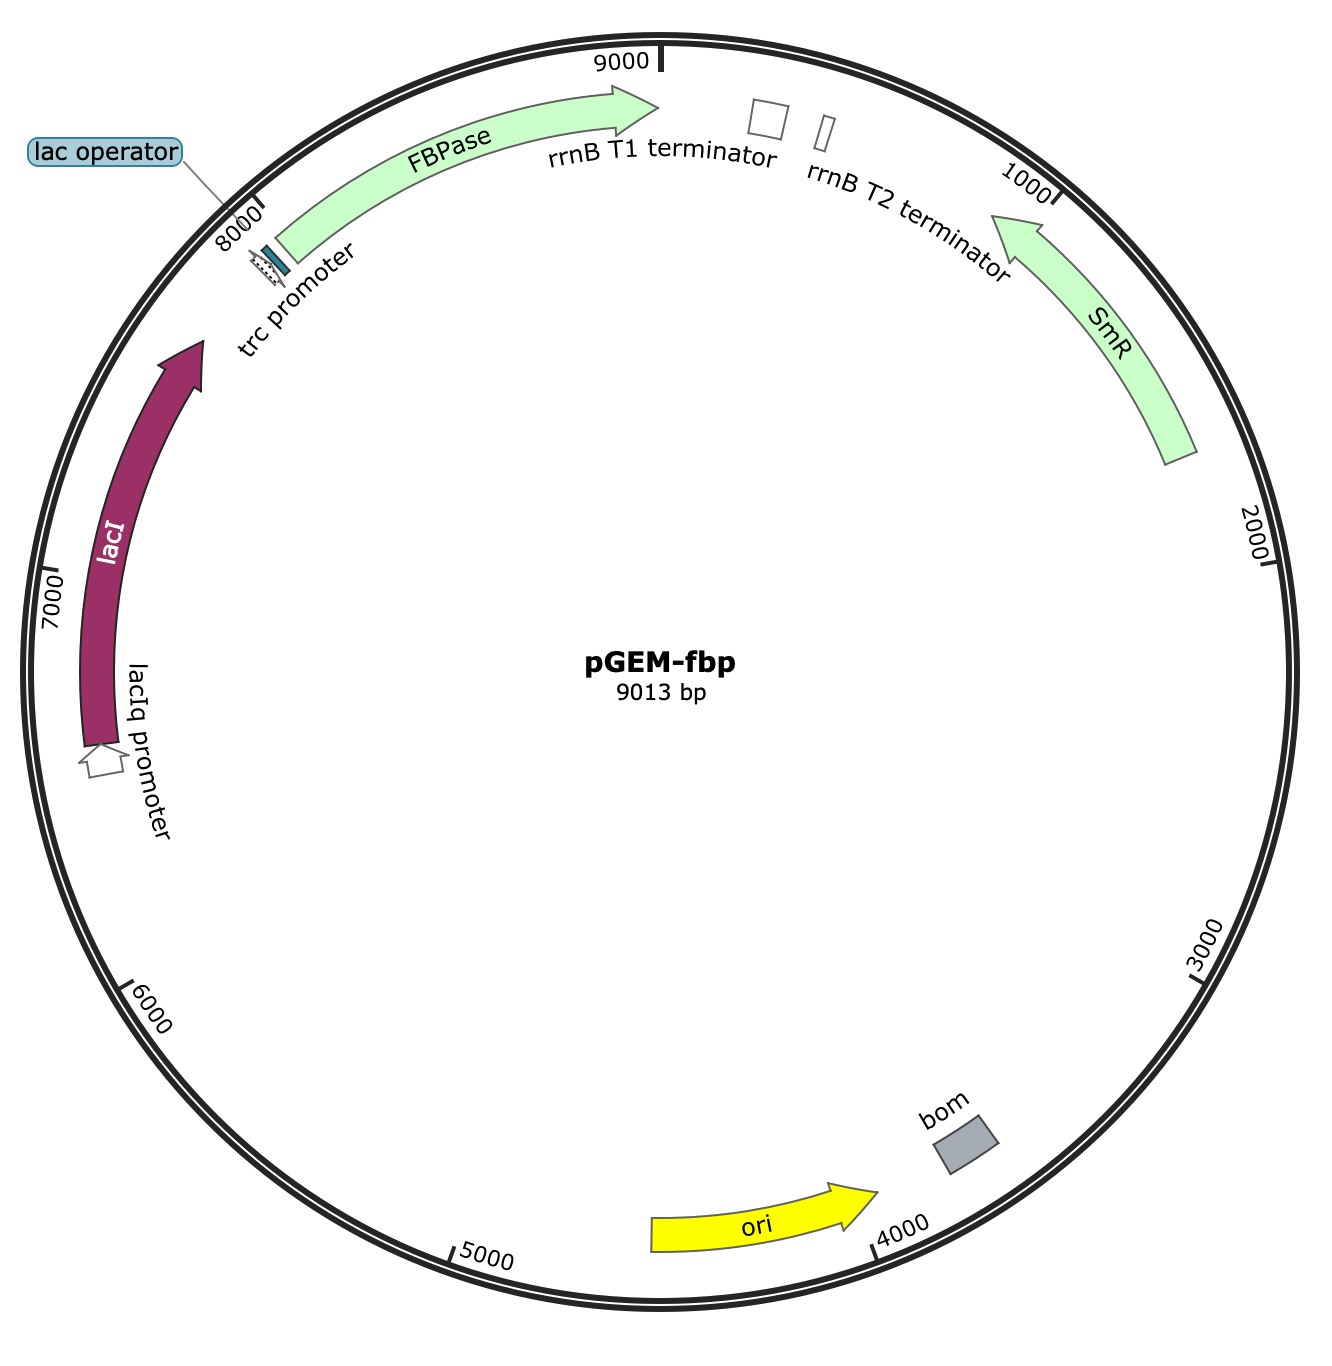 9000
lac operator
FBPase
rrnB T1 terminator
rrnB T2 terminator
1000
8000
trc promoter
SmR
lacI
2000
7000
lacIq promoter
pGEM-fbp
9013 bp
3000
6000
bom
ori
4000
5000